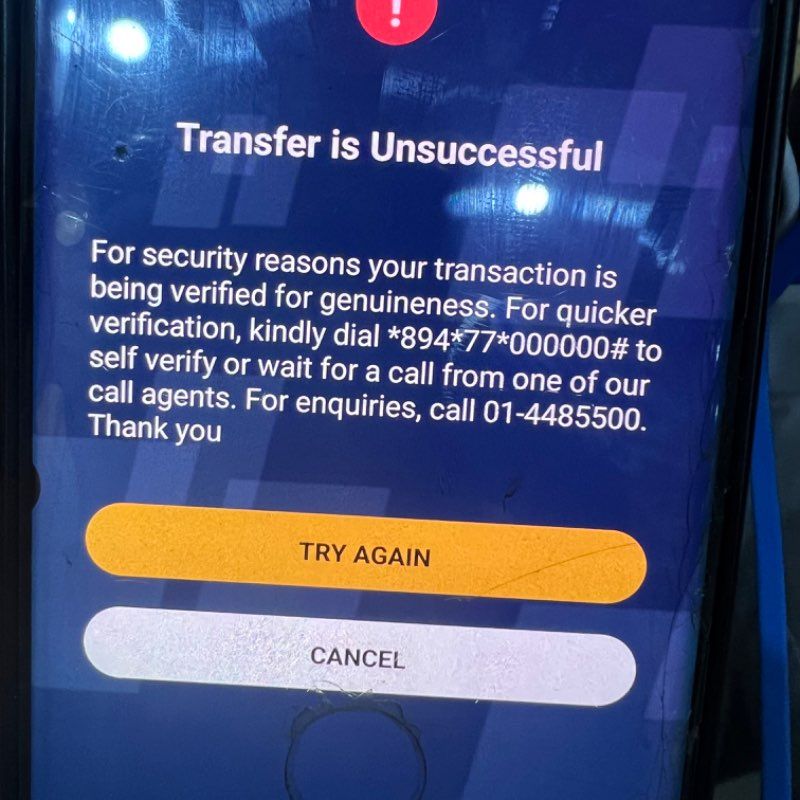 !
Transfer is Unsuccessful
For security reasons your transaction is
being verified for genuineness. For quicker
verification, kindly dial *894*77*000000# to
self verify or wait for a call from one of our
call agents. For enquiries, call 01-4485500.
Thank you
TRY AGAIN
CANCEL